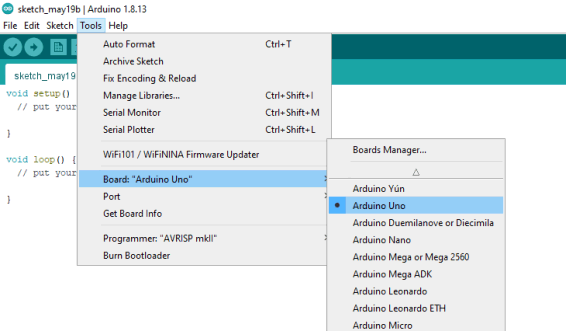 sketch_may19b | Arduino 1.8.13
File Edit Sketch Tools Help
sketch_may19
void setup()
// put your
}
void loop() {
// put your
}
Auto Format Ctrl+T
Archive Sketch
Fix Encoding & Reload
Manage Libraries... Ctrl+Shift+I
Serial Monitor Ctrl+Shift+M
Serial Plotter Ctrl+Shift+L
WiFi101 / WiFiNINA Firmware Updater
Board: "Arduino Uno"
Port
Get Board Info
Programmer: "AVRISP mkII"
Burn Bootloader
Boards Manager...
Arduino Yún
Arduino Uno
Arduino Duemilanove or Diecimila
Arduino Nano
Arduino Mega or Mega 2560
Arduino Mega ADK
Arduino Leonardo
Arduino Leonardo ETH
Arduino Micro